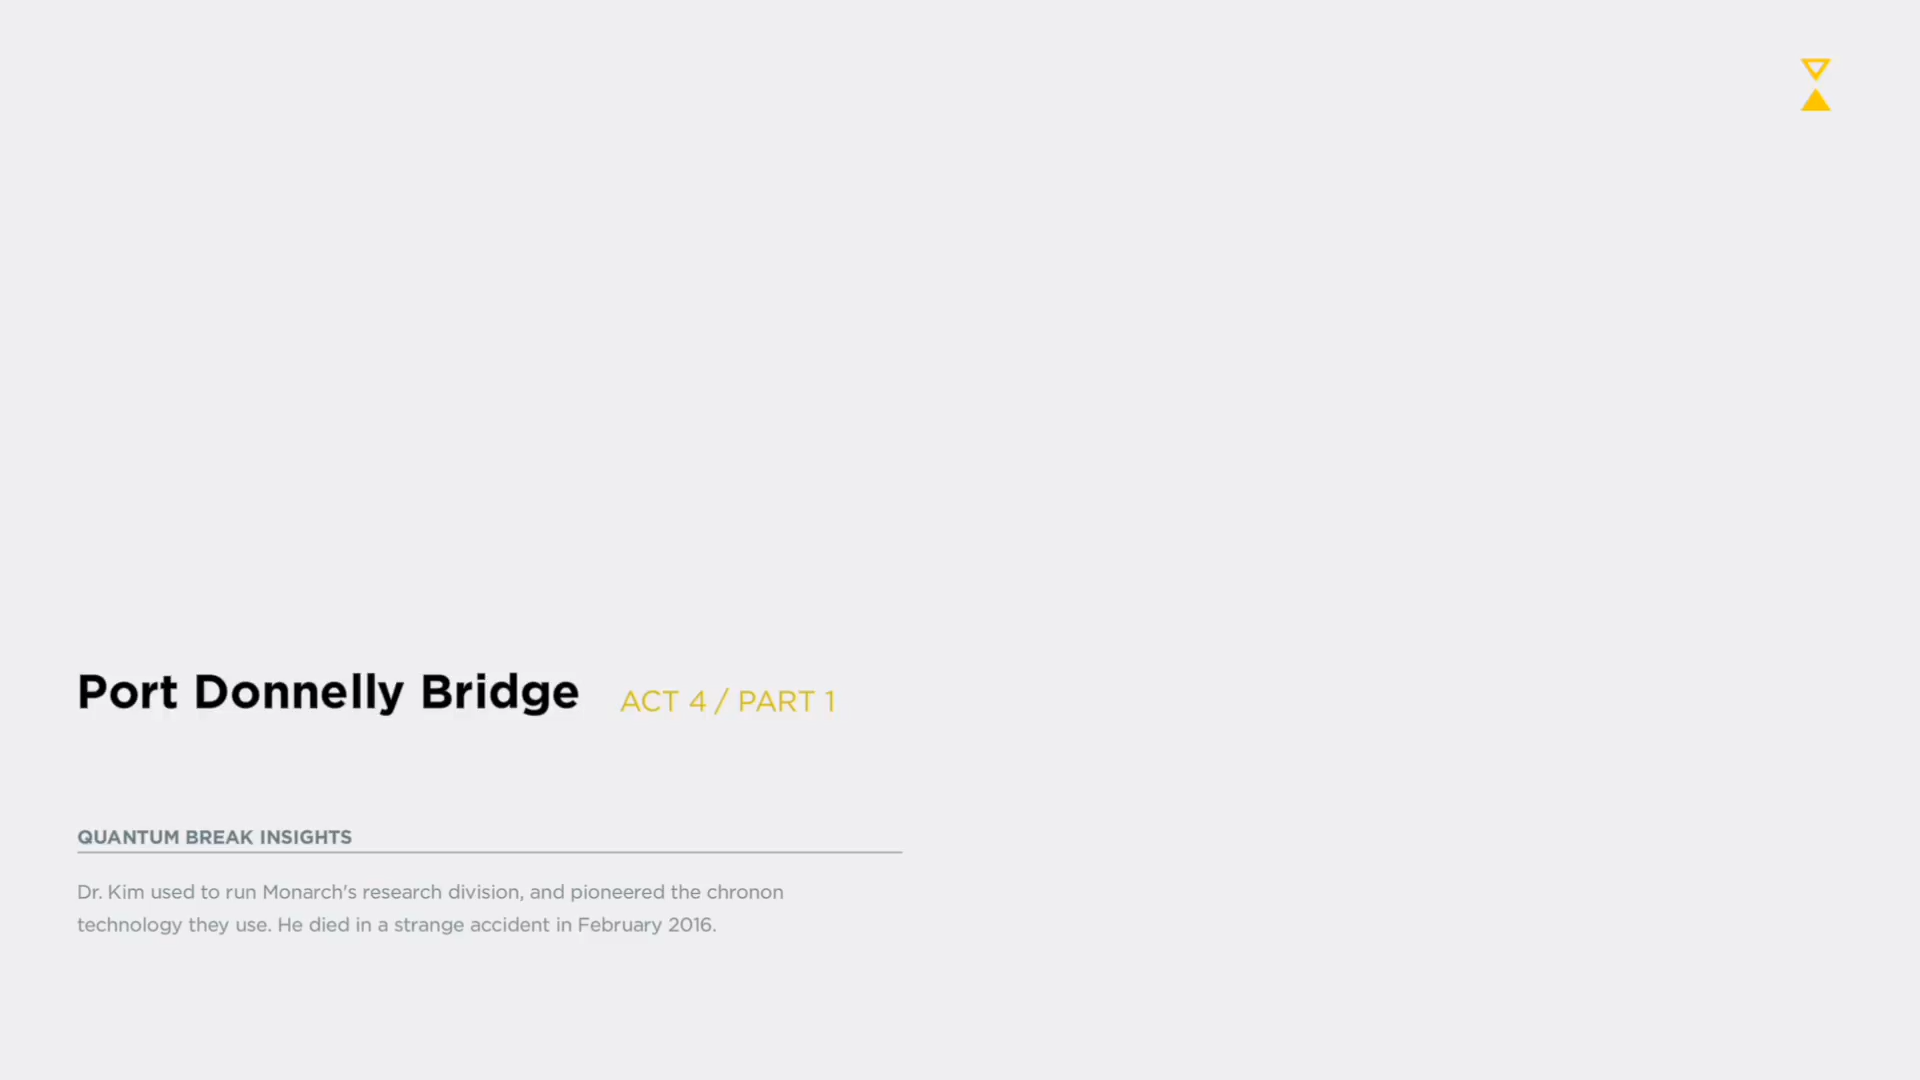 Port Donnelly Bridge ACT 4 / PART 1
QUANTUM BREAK INSIGHTS
Dr. Kim used to run Monarch's research division, and pioneered the chronon
technology they use. He died in a strange accident in February 2016.